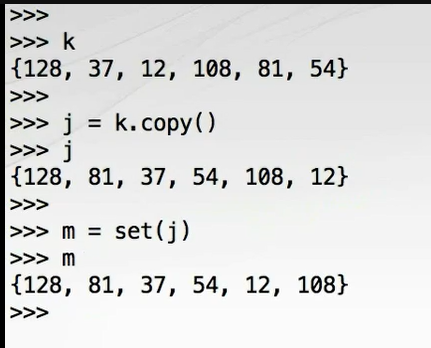 >>>
>>> k
{128, 37, 12, 108, 81, 54}
>>>
>>> j = k.copy()
>>> j
{128, 81, 37, 54, 108, 12}
>>>
>>> m = set(j)
>>> m
{128, 81, 37, 54, 12, 108}
>>>